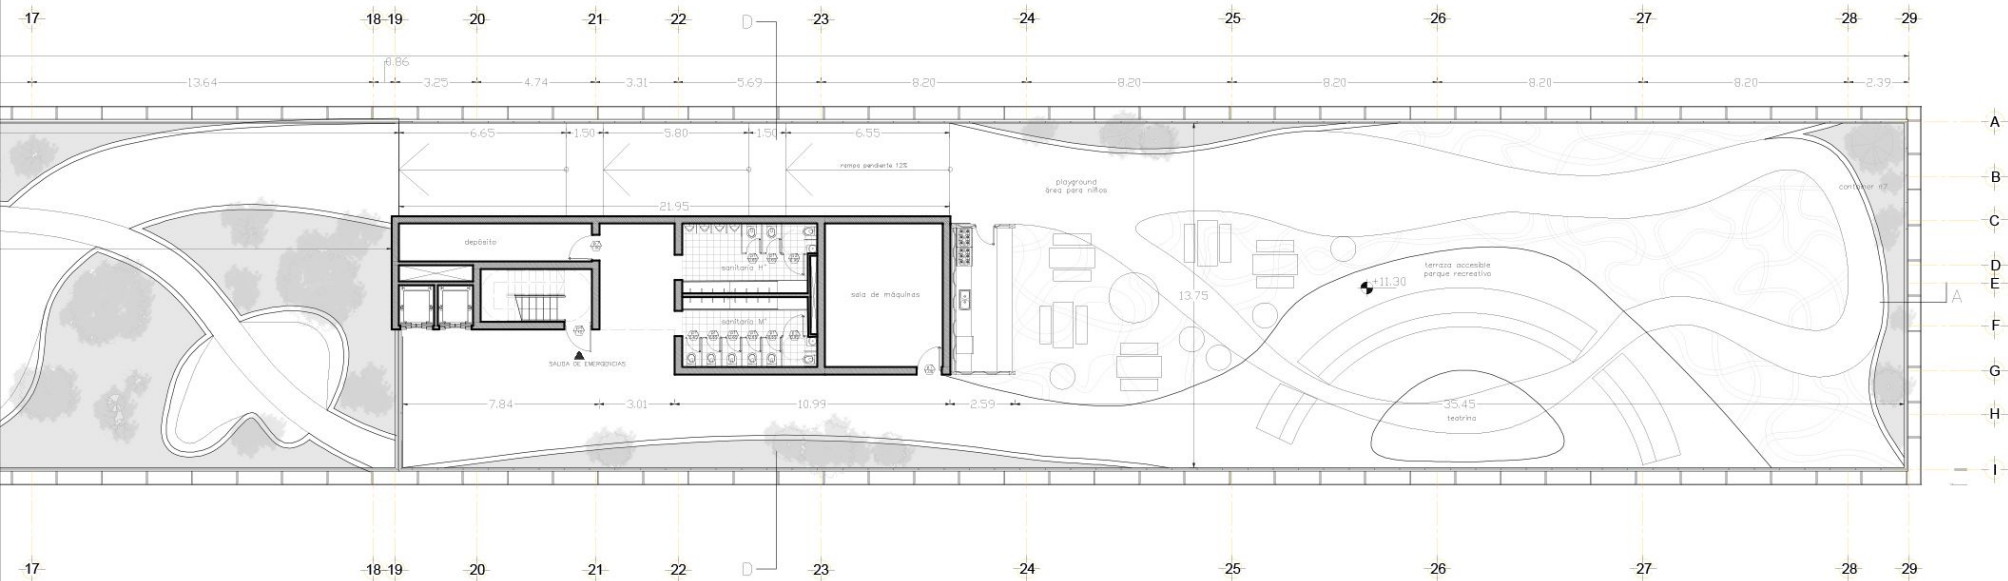 17 18 19 20 21 22 D 23 24 25 26 27 28 29
0.86
13.64 3.25 4.74 3.31 5.69 8.20 8.20 8.20 8.20 8.20 2.39
A
6.65 1.50 5.80 1.50 6.55
rampa pendiente 12%
B
playground
área para niños
21.95
C
depósito
sanitario H°
D
terraza accesible
parque recreativo
E
+11.30
13.75
sala de máquinas
A
sanitario M°
F
SALIDA DE EMERGENCIAS
G
7.84 3.01 10.99 2.59 35.45
H
teatrino
I
17 18 19 20 21 22 D 23 24 25 26 27 28 29